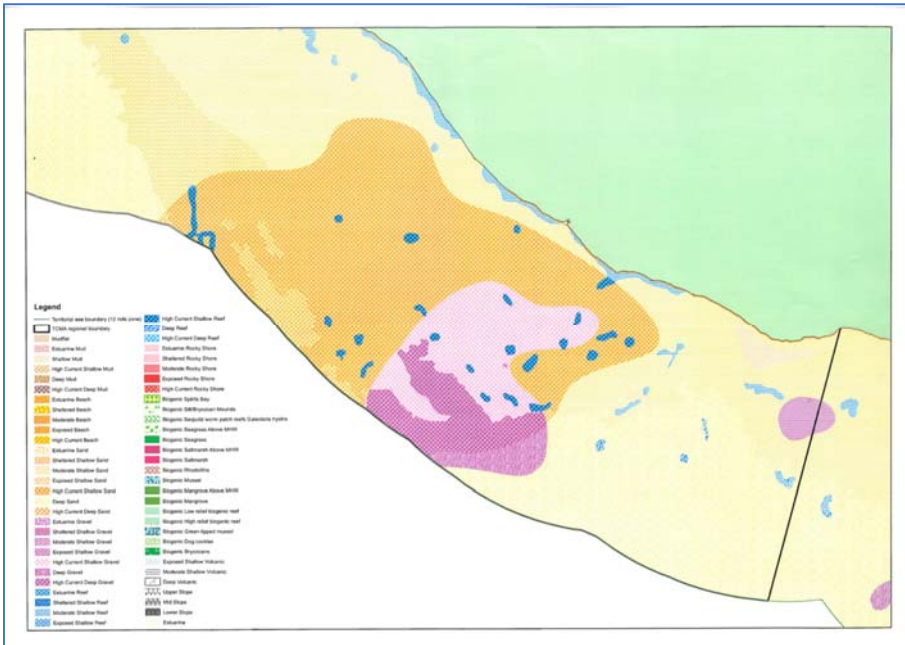 Legend
Territorial sea boundary (12 mile zone)
TCMA regional boundary
Modifier
Estuarine Mud
Shallow Mud
High Current Shallow Mud
Deep Mud
High Current Deep Mud
Estuarine Beach
Sheltered Beach
Moderate Beach
Exposed Beach
High Current Beach
Estuarine Sand
Sheltered Shallow Sand
Moderate Shallow Sand
Exposed Shallow Sand
High Current Shallow Sand
Deep Sand
High Current Deep Sand
Estuarine Gravel
Sheltered Shallow Gravel
Moderate Shallow Gravel
Exposed Shallow Gravel
High Current Shallow Gravel
Deep Gravel
High Current Deep Gravel
Estuarine Reef
Sheltered Shallow Reef
Moderate Shallow Reef
Exposed Shallow Reef
High Current Shallow Reef
Deep Reef
High Current Deep Reef
Estuarine Rocky Shore
Sheltered Rocky Shore
Moderate Rocky Shore
Exposed Rocky Shore
High Current Rocky Shore
Biogenic Spirits Bay
Biogenic Bryozoan Mounds
Biogenic Serpulid worm patch reefs Galeolaria hystrix
Biogenic Seagrass Above MHW
Biogenic Seagrass
Biogenic Saltmarsh Above MHW
Biogenic Saltmarsh
Biogenic Rhodoliths
Biogenic Mussel
Biogenic Mangrove Above MHW
Biogenic Mangrove
Biogenic Low relief biogenic reef
Biogenic High relief biogenic reef
Biogenic Green-lipped mussel
Biogenic Dog cockles
Biogenic Bryozoans
Exposed Shallow Volcanic
Moderate Shallow Volcanic
Deep Volcanic
Upper Slope
Mid Slope
Lower Slope
Estuarine